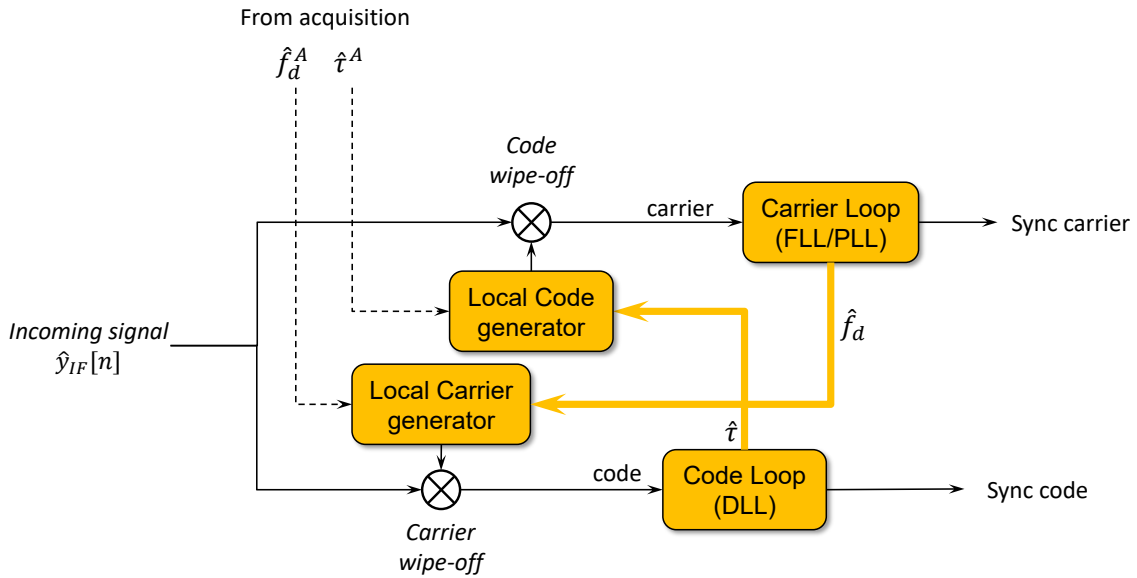 From acquisition
f̂_d^A τ̂^A
Code
wipe-off
carrier
Carrier Loop
(FLL/PLL)
Sync carrier
Local Code
generator
Incoming signal
ŷ_IF[n]
f̂_d
Local Carrier
generator
τ̂
code
Code Loop
(DLL)
Sync code
Carrier
wipe-off